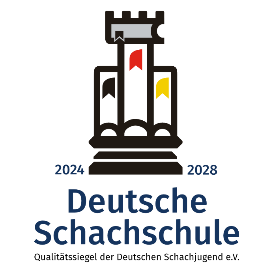 2024 2028
Deutsche
Schachschule
Qualitätssiegel der Deutschen Schachjugend e.V.